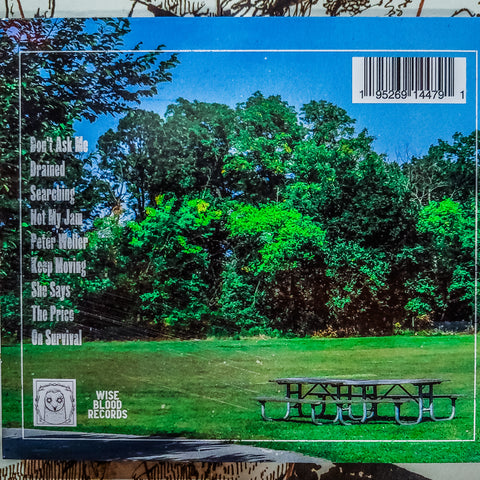 1 95269 14479 1
Don't Ask Me
Drained
Searching
Not My Jam
Peter Weller
Keep Moving
She Says
The Price
On Survival
WISE
BLOOD
RECORDS